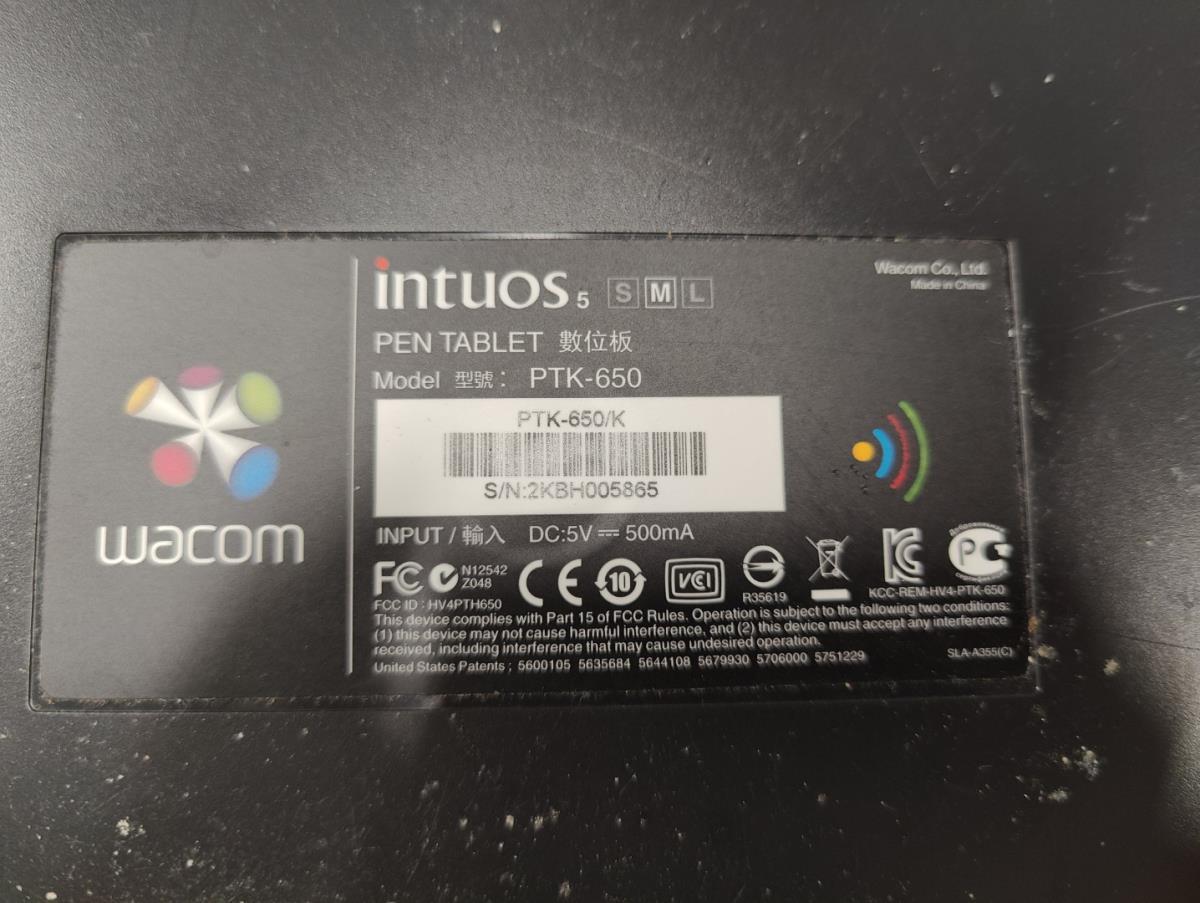 wacom
intuos 5 S M L
Wacom Co., Ltd.
Made in China
PEN TABLET 數位板
Model 型號： PTK-650
PTK-650/K
S/N:2KBH005865
INPUT / 輸入 DC:5V ⎓ 500mA
FC N12542
Z048
CE
10
VCI
R35619
KCC-REM-HV4-PTK-650
FCC ID : HV4PTH650
This device complies with Part 15 of FCC Rules. Operation is subject to the following two conditions:
(1) this device may not cause harmful interference, and (2) this device must accept any interference
received, including interference that may cause undesired operation.
United States Patents ; 5600105 5635684 5644108 5679930 5706000 5751229
SLA-A355(C)